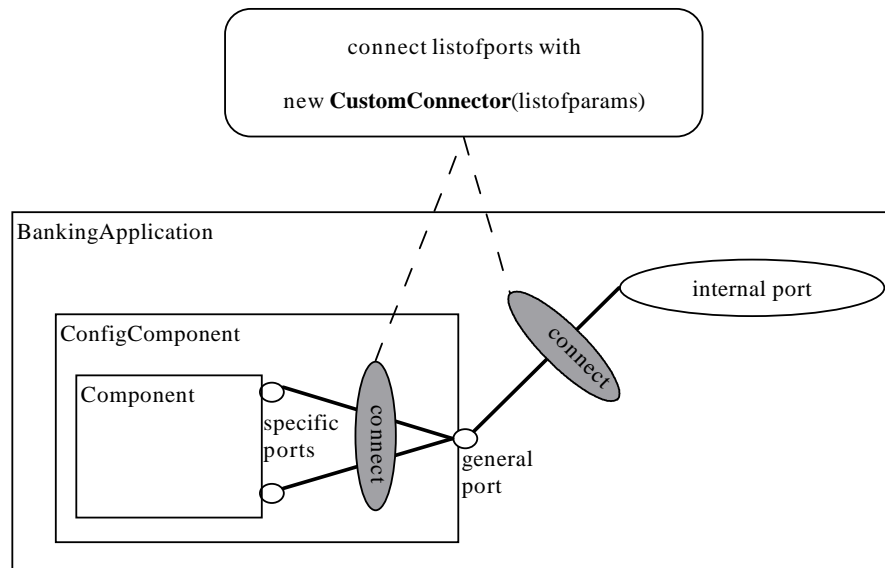 connect listofports with
new CustomConnector(listofparams)
BankingApplication
internal port
connect
ConfigComponent
Component
connect
specific
ports
general
port